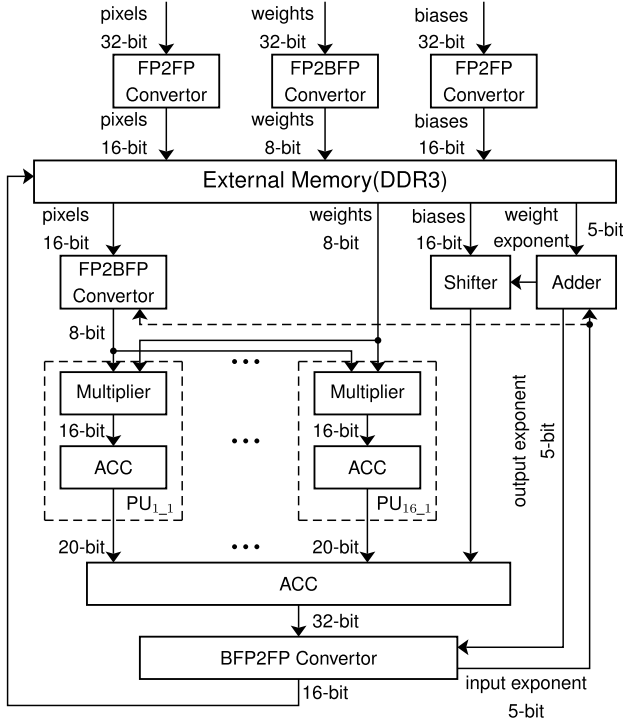 pixels
weights
biases
32-bit
32-bit
32-bit
FP2FP
Convertor
FP2BFP
Convertor
FP2FP
Convertor
pixels
weights
biases
16-bit
8-bit
16-bit
External Memory(DDR3)
pixels
16-bit
weights
8-bit
biases
16-bit
weight
exponent
5-bit
FP2BFP
Convertor
Shifter
Adder
8-bit
Multiplier
Multiplier
16-bit
16-bit
ACC
ACC
PU1_1
PU16_1
output exponent
5-bit
20-bit
20-bit
ACC
32-bit
BFP2FP Convertor
16-bit
input exponent
5-bit